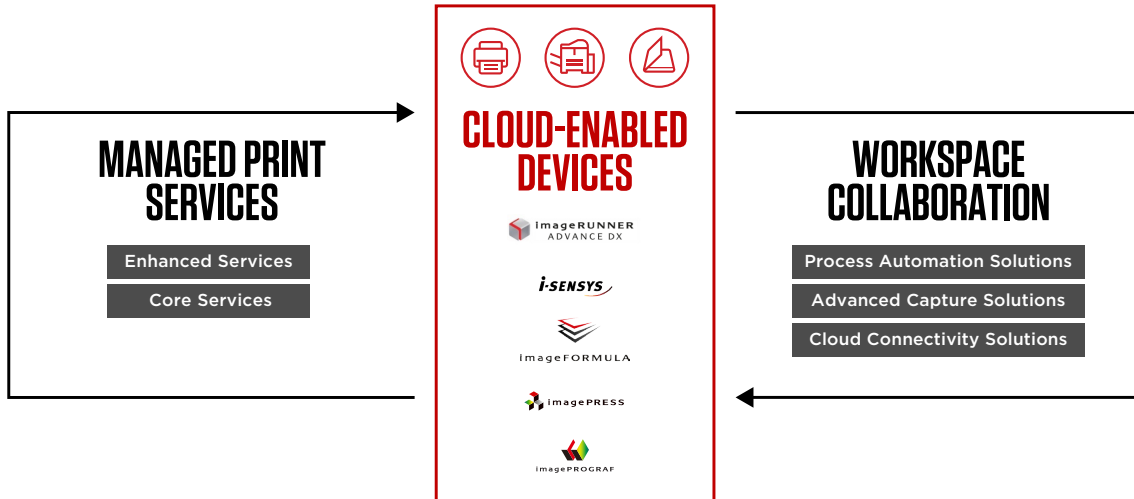 MANAGED PRINT
SERVICES
Enhanced Services
Core Services
CLOUD-ENABLED
DEVICES
imageRUNNER
ADVANCE DX
i-SENSYS
imageFORMULA
imagePRESS
imagePROGRAF
WORKSPACE
COLLABORATION
Process Automation Solutions
Advanced Capture Solutions
Cloud Connectivity Solutions